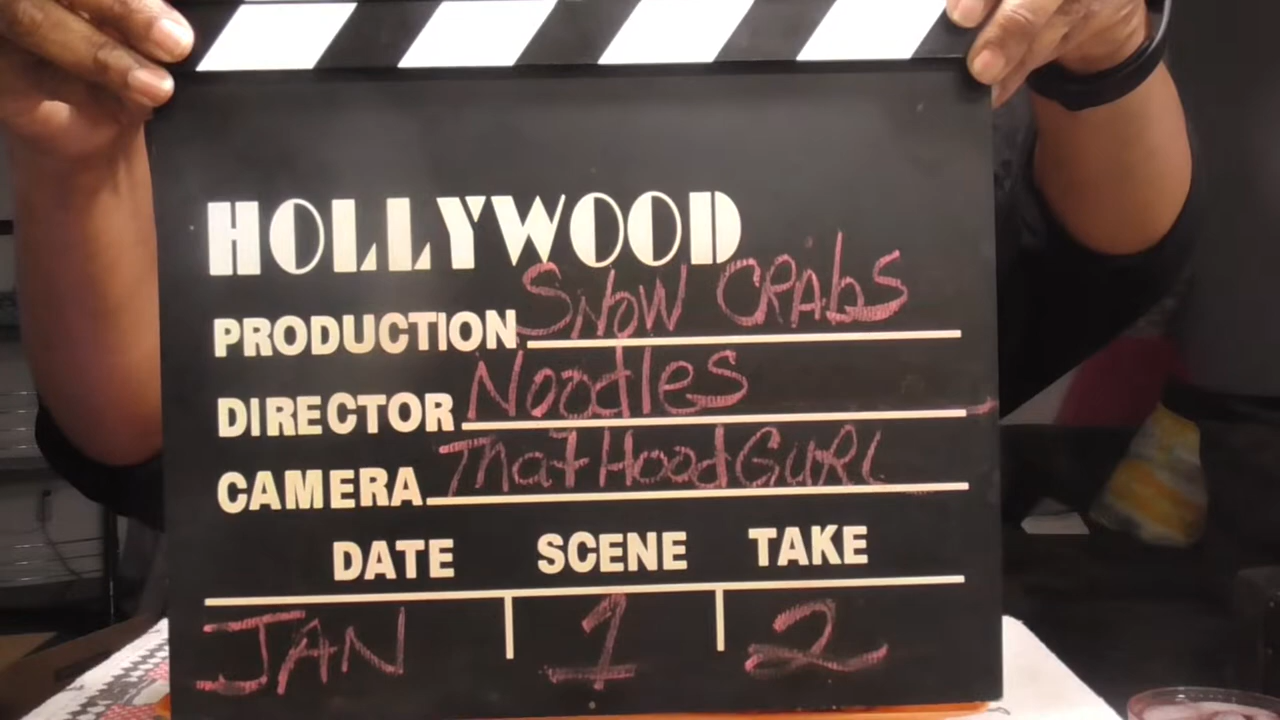 HOLLYWOOD
PRODUCTION SNOW CRAbS
DIRECTOR NoodleS
CAMERA ThatHoodGURL
DATE SCENE TAKE
JAN 1 2